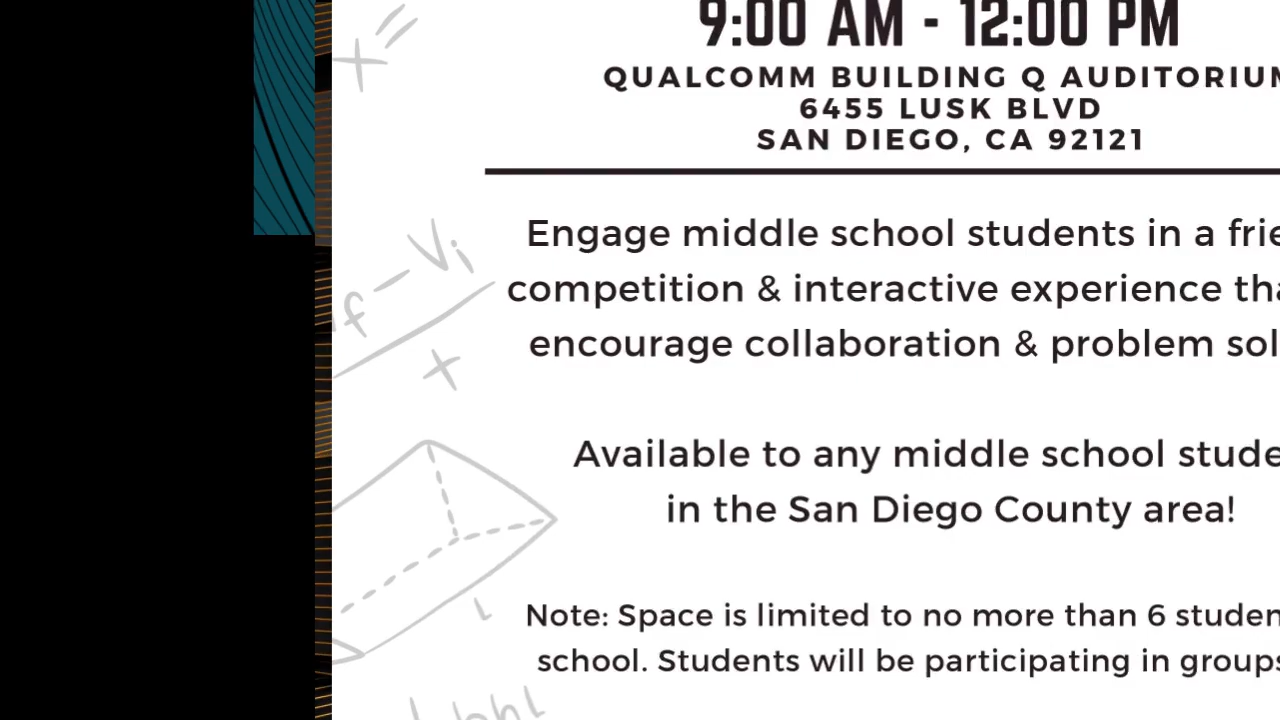 9:00 AM - 12:00 PM
QUALCOMM BUILDING Q AUDITORIUM
6455 LUSK BLVD
SAN DIEGO, CA 92121
x =
f - Vi
Engage middle school students in a frie
competition & interactive experience tha
encourage collaboration & problem sol
+
Available to any middle school stude
in the San Diego County area!
L
Note: Space is limited to no more than 6 studen
school. Students will be participating in groups